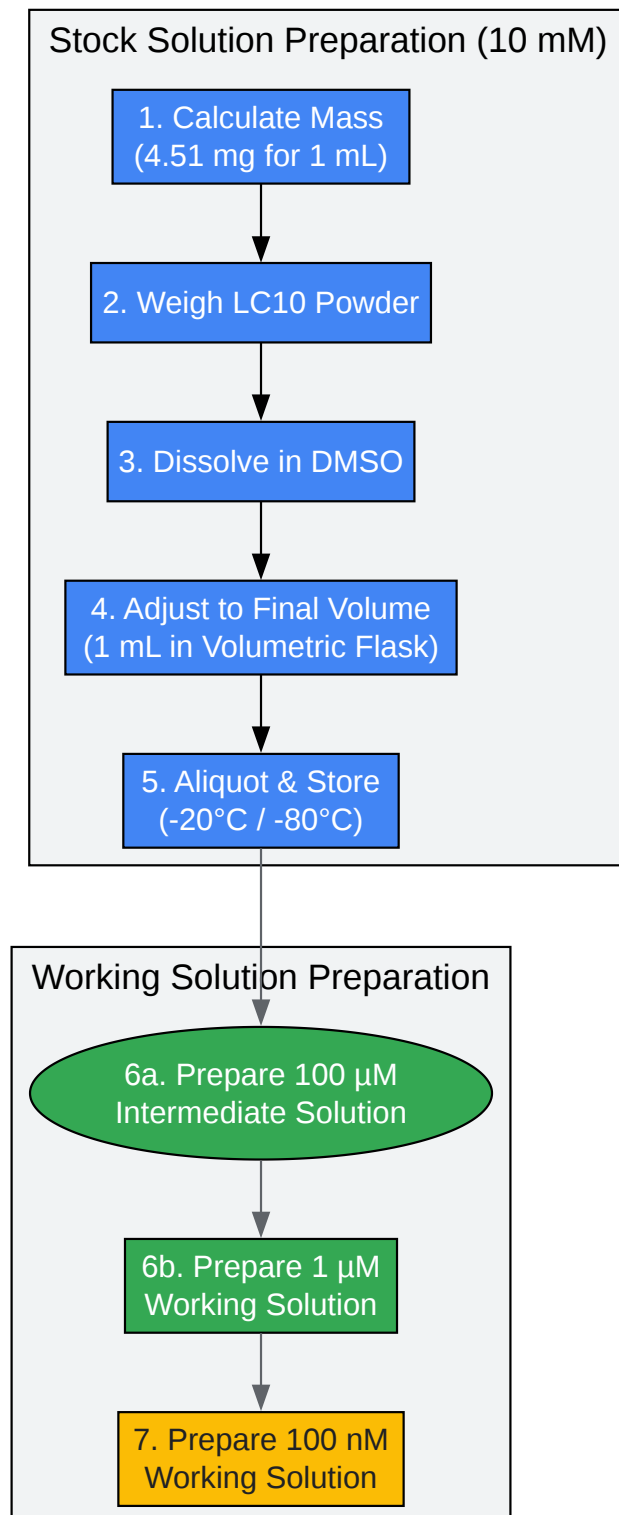 Stock Solution Preparation (10 mM)
1. Calculate Mass
(4.51 mg for 1 mL)
2. Weigh LC10 Powder
3. Dissolve in DMSO
4. Adjust to Final Volume
(1 mL in Volumetric Flask)
5. Aliquot & Store
(-20°C / -80°C)
Working Solution Preparation
6a. Prepare 100 µM
Intermediate Solution
6b. Prepare 1 µM
Working Solution
7. Prepare 100 nM
Working Solution